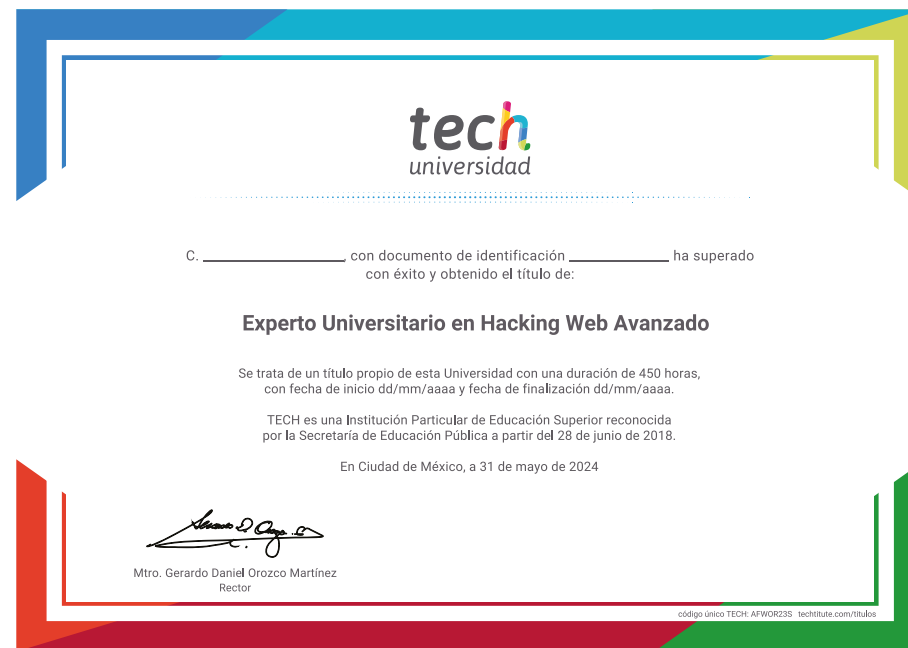 tech
universidad
C. ____________, con documento de identificación ____________ ha superado
con éxito y obtenido el título de:
Experto Universitario en Hacking Web Avanzado
Se trata de un título propio de esta Universidad con una duración de 450 horas,
con fecha de inicio dd/mm/aaaa y fecha de finalización dd/mm/aaaa.
TECH es una Institución Particular de Educación Superior reconocida
por la Secretaría de Educación Pública a partir del 28 de junio de 2018.
En Ciudad de México, a 31 de mayo de 2024
Mtro. Gerardo Daniel Orozco Martínez
Rector
código único TECH: AFWOR23S techtitute.com/titulos